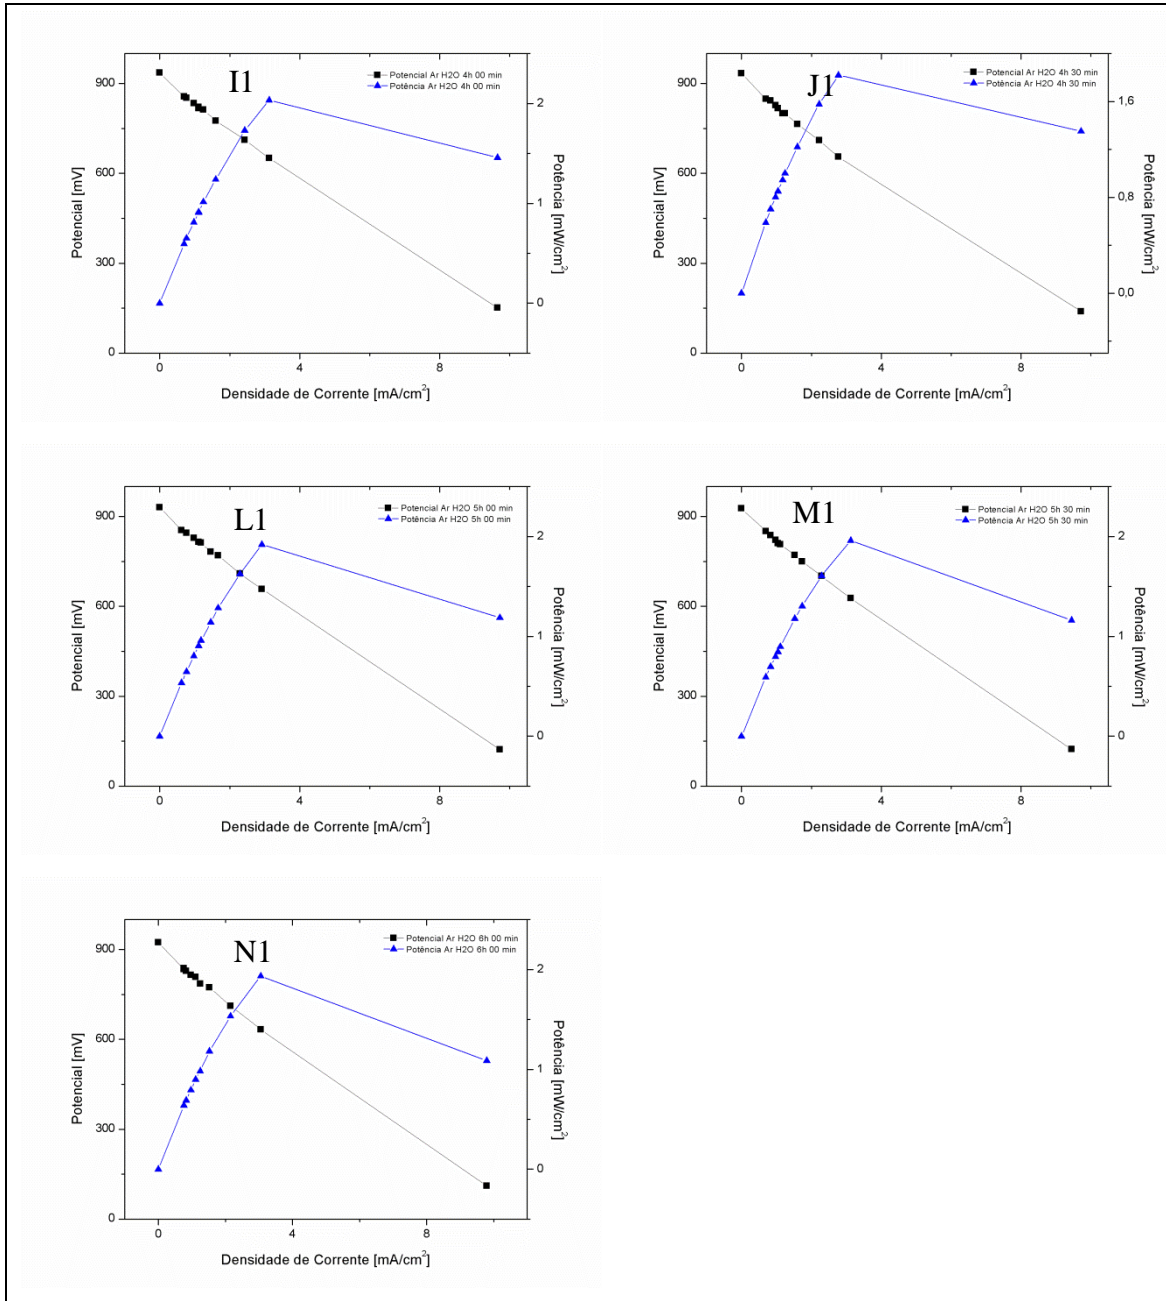 I1
Potencial Ar H2O 4h 00 min
Potência Ar H2O 4h 00 min
900
600
300
0
2
1
0
0 4 8
Potencial [mV]
Potência [mW/cm²]
Densidade de Corrente [mA/cm²]
J1
Potencial Ar H2O 4h 30 min
Potência Ar H2O 4h 30 min
900
600
300
0
1,6
0,8
0,0
0 4 8
Potencial [mV]
Potência [mW/cm²]
Densidade de Corrente [mA/cm²]
L1
Potencial Ar H2O 5h 00 min
Potência Ar H2O 5h 00 min
900
600
300
0
2
1
0
0 4 8
Potencial [mV]
Potência [mW/cm²]
Densidade de Corrente [mA/cm²]
M1
Potencial Ar H2O 5h 30 min
Potência Ar H2O 5h 30 min
900
600
300
0
2
1
0
0 4 8
Potencial [mV]
Potência [mW/cm²]
Densidade de Corrente [mA/cm²]
N1
Potencial Ar H2O 6h 00 min
Potência Ar H2O 6h 00 min
900
600
300
0
2
1
0
0 4 8
Potencial [mV]
Potência [mW/cm²]
Densidade de Corrente [mA/cm²]